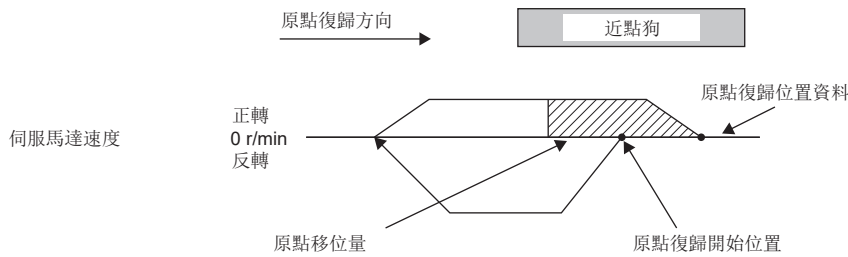 原點復歸方向
近點狗
原點復歸位置資料
正轉
伺服馬達速度
0 r/min
反轉
原點移位量
原點復歸開始位置